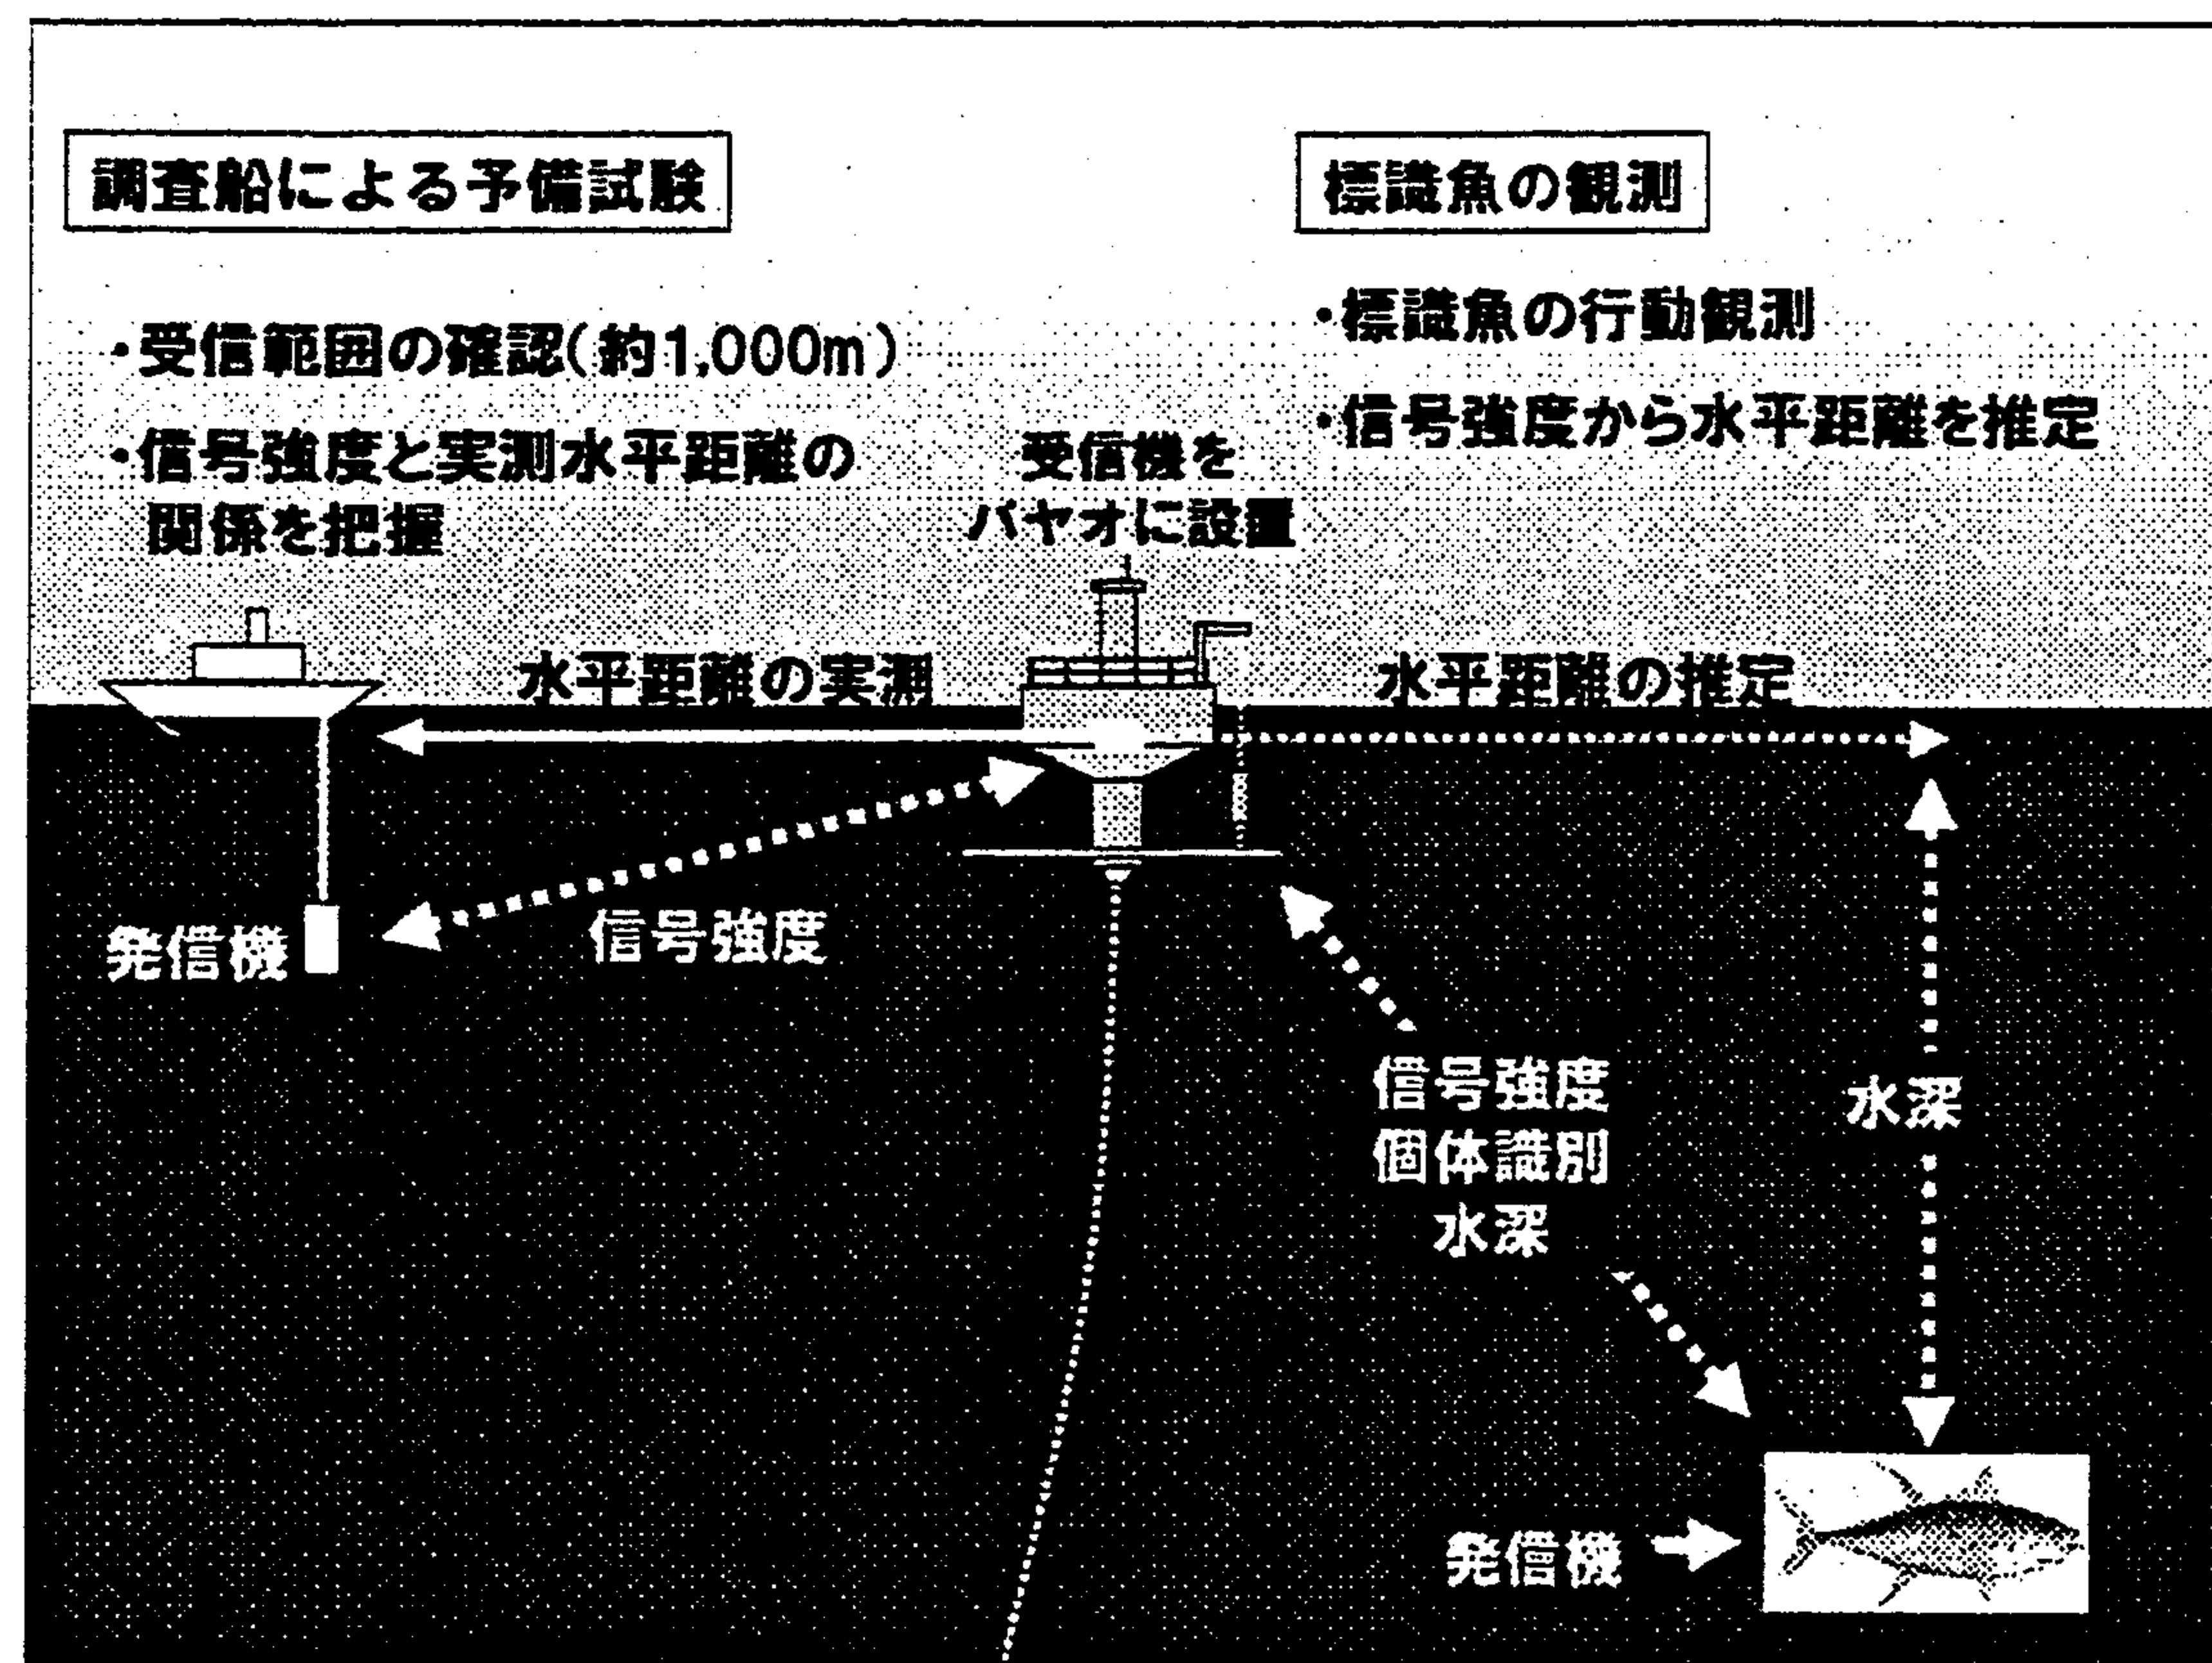 調査船による予備試験
・受信範囲の確認(約1,000m)
・信号強度と実測水平距離の
関係を把握
標識魚の観測
・標識魚の行動観測
・信号強度から水平距離を推定
受信機を
パヤオに設置
水平距離の実測
水平距離の推定
発信機
信号強度
信号強度
個体識別
水深
水深
発信機